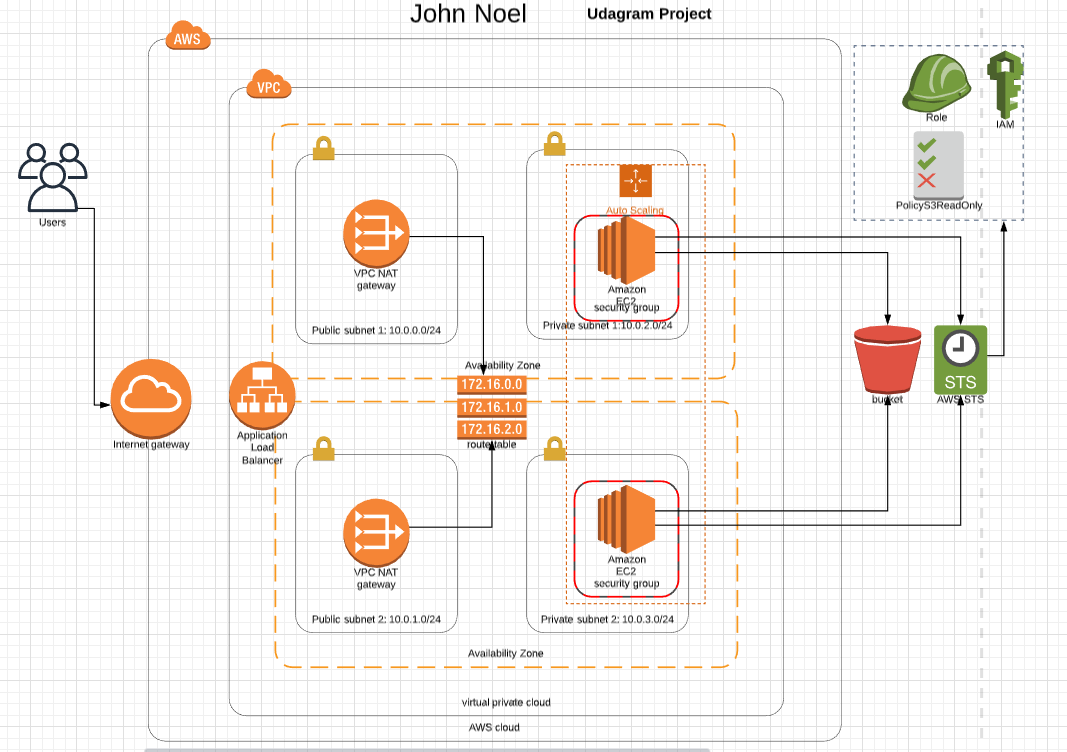 John Noel
Udagram Project
AWS
VPC
Users
Role
IAM
PolicyS3ReadOnly
Auto Scaling
VPC NAT
gateway
Amazon
EC2
security group
Public subnet 1: 10.0.0.0/24
Private subnet 1:10.0.2.0/24
Availability Zone
172.16.0.0
172.16.1.0
172.16.2.0
route table
Internet gateway
Application
Load
Balancer
bucket
STS
AWS STS
VPC NAT
gateway
Amazon
EC2
security group
Public subnet 2: 10.0.1.0/24
Private subnet 2: 10.0.3.0/24
Availability Zone
virtual private cloud
AWS cloud